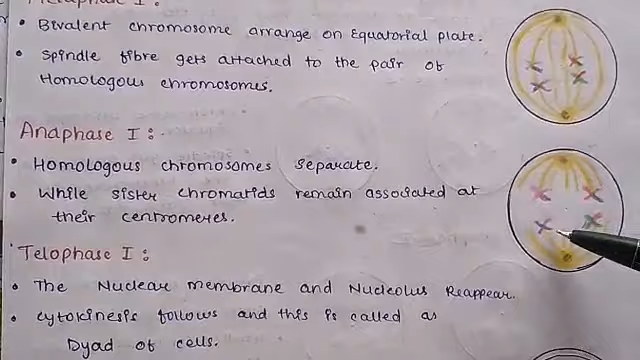 Metaphase I :
• Bivalent chromosome arrange on Equatorial plate.
• Spindle fibre gets attached to the pair of
Homologous chromosomes.
Anaphase I :
• Homologous chromosomes separate.
• While sister chromatids remain associated at
their centromeres.
Telophase I :
• The Nuclear membrane and Nucleolus Reappear.
• cytokinesis follows and this is called as
Dyad of cells.